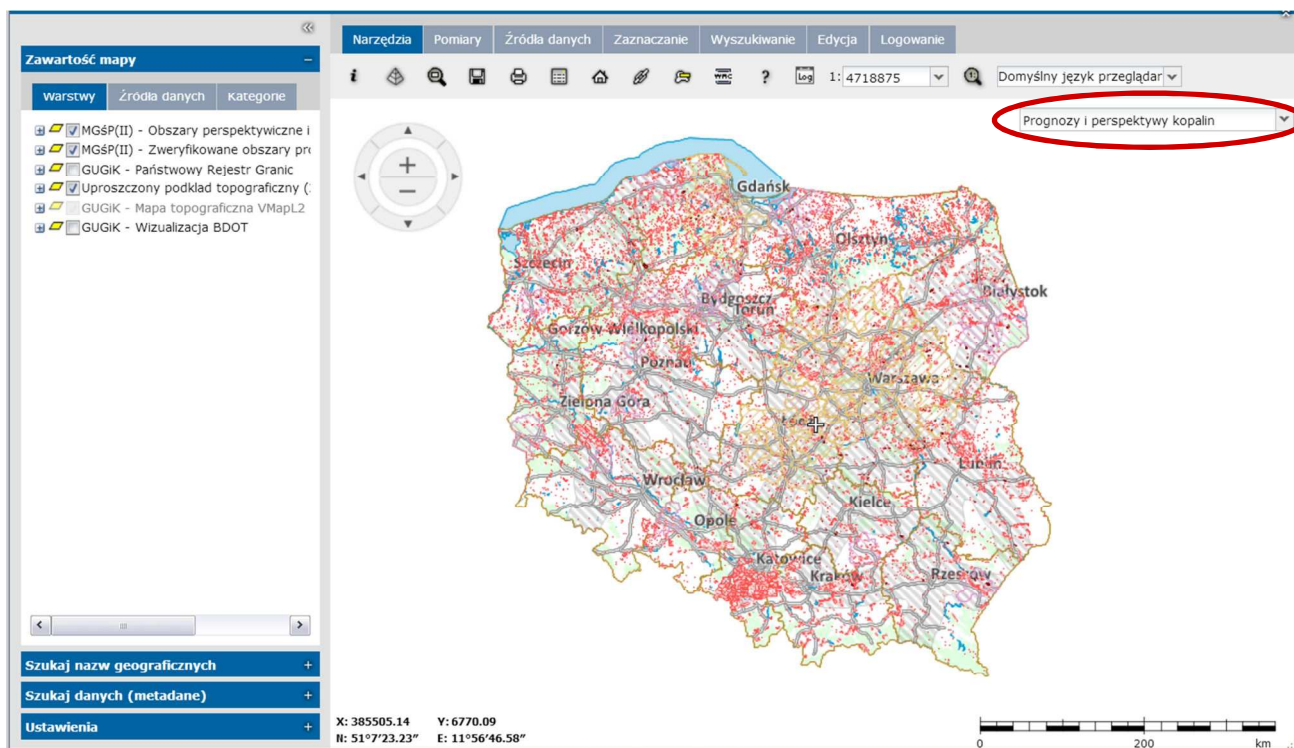 Narzędzia Pomiary Źródła danych Zaznaczanie Wyszukiwanie Edycja Logowanie
Zawartość mapy
1: 4718875
Domyślny język przeglądar
Log
wmc
?
i
Warstwy Źródła danych Kategorie
Prognozy i perspektywy kopalin
MGśP(II) - Obszary perspektywiczne i
MGśP(II) - Zweryfikowane obszary pro
GUGiK - Państwowy Rejestr Granic
Uproszczony podkład topograficzny (
GUGiK - Mapa topograficzna VMapL2
GUGiK - Wizualizacja BDOT
Gdańsk
Olsztyn
Szczecin
Białystok
Bydgoszcz
Toruń
Gorzów Wielkopolski
Poznań
Warszawa
Zielona Góra
Łódź
Lublin
Wrocław
Kielce
Opole
Katowice
Kraków
Rzeszów
Szukaj nazw geograficznych
Szukaj danych (metadane)
Ustawienia
X: 385505.14 Y: 6770.09
N: 51°7'23.23" E: 11°56'46.58"
0 200 km